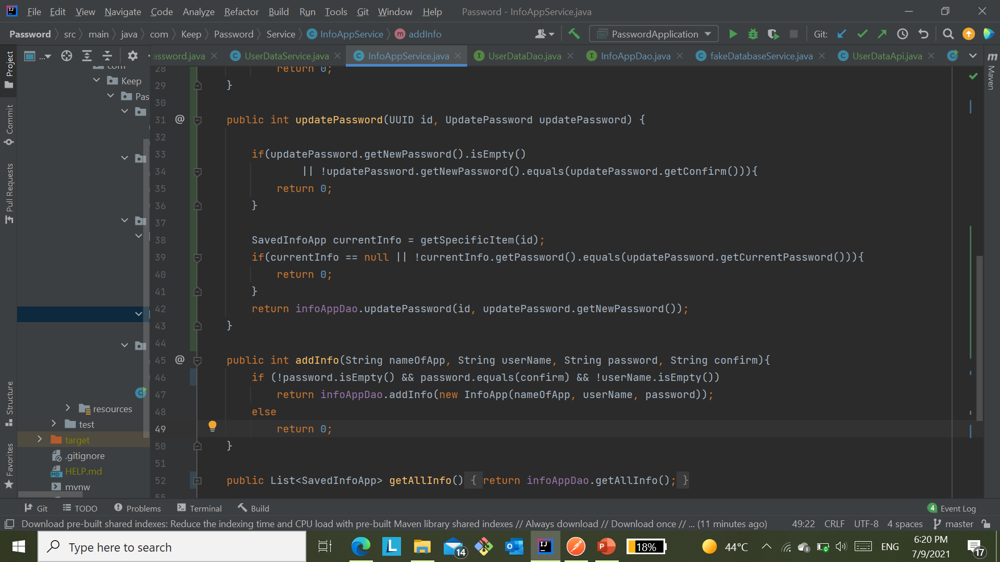 File Edit View Navigate Code Analyze Refactor Build Run Tools Git Window Help Password - InfoAppService.java
Password src main java com Keep Password Service InfoAppService addInfo PasswordApplication Git:
assword.java UserDataService.java InfoAppService.java UserDataDao.java InfoAppDao.java fakeDatabaseService.java UserDataApi.java
Project
Commit
Pull Requests
Structure
Favorites
Maven
com
Keep
Pas
resources
test
target
.gitignore
HELP.md
mvnw
28 return 0;
29 }
30
31 @ public int updatePassword(UUID id, UpdatePassword updatePassword) {
32
33 if(updatePassword.getNewPassword().isEmpty()
34 || !updatePassword.getNewPassword().equals(updatePassword.getConfirm())){
35 return 0;
36 }
37
38 SavedInfoApp currentInfo = getSpecificItem(id);
39 if(currentInfo == null || !currentInfo.getPassword().equals(updatePassword.getCurrentPassword())){
40 return 0;
41 }
42 return infoAppDao.updatePassword(id, updatePassword.getNewPassword());
43 }
44
45 @ public int addInfo(String nameOfApp, String userName, String password, String confirm){
46 if (!password.isEmpty() && password.equals(confirm) && !userName.isEmpty())
47 return infoAppDao.addInfo(new InfoApp(nameOfApp, userName, password));
48 else
49 return 0;
50 }
51
52 public List<SavedInfoApp> getAllInfo() { return infoAppDao.getAllInfo(); }
55
Git TODO Problems Terminal Build 4 Event Log
Download pre-built shared indexes: Reduce the indexing time and CPU load with pre-built Maven library shared indexes // Always download // Download once // ... (11 minutes ago) 49:22 CRLF UTF-8 4 spaces master
Type here to search 14 18% 44°C ENG 6:20 PM
7/9/2021 17